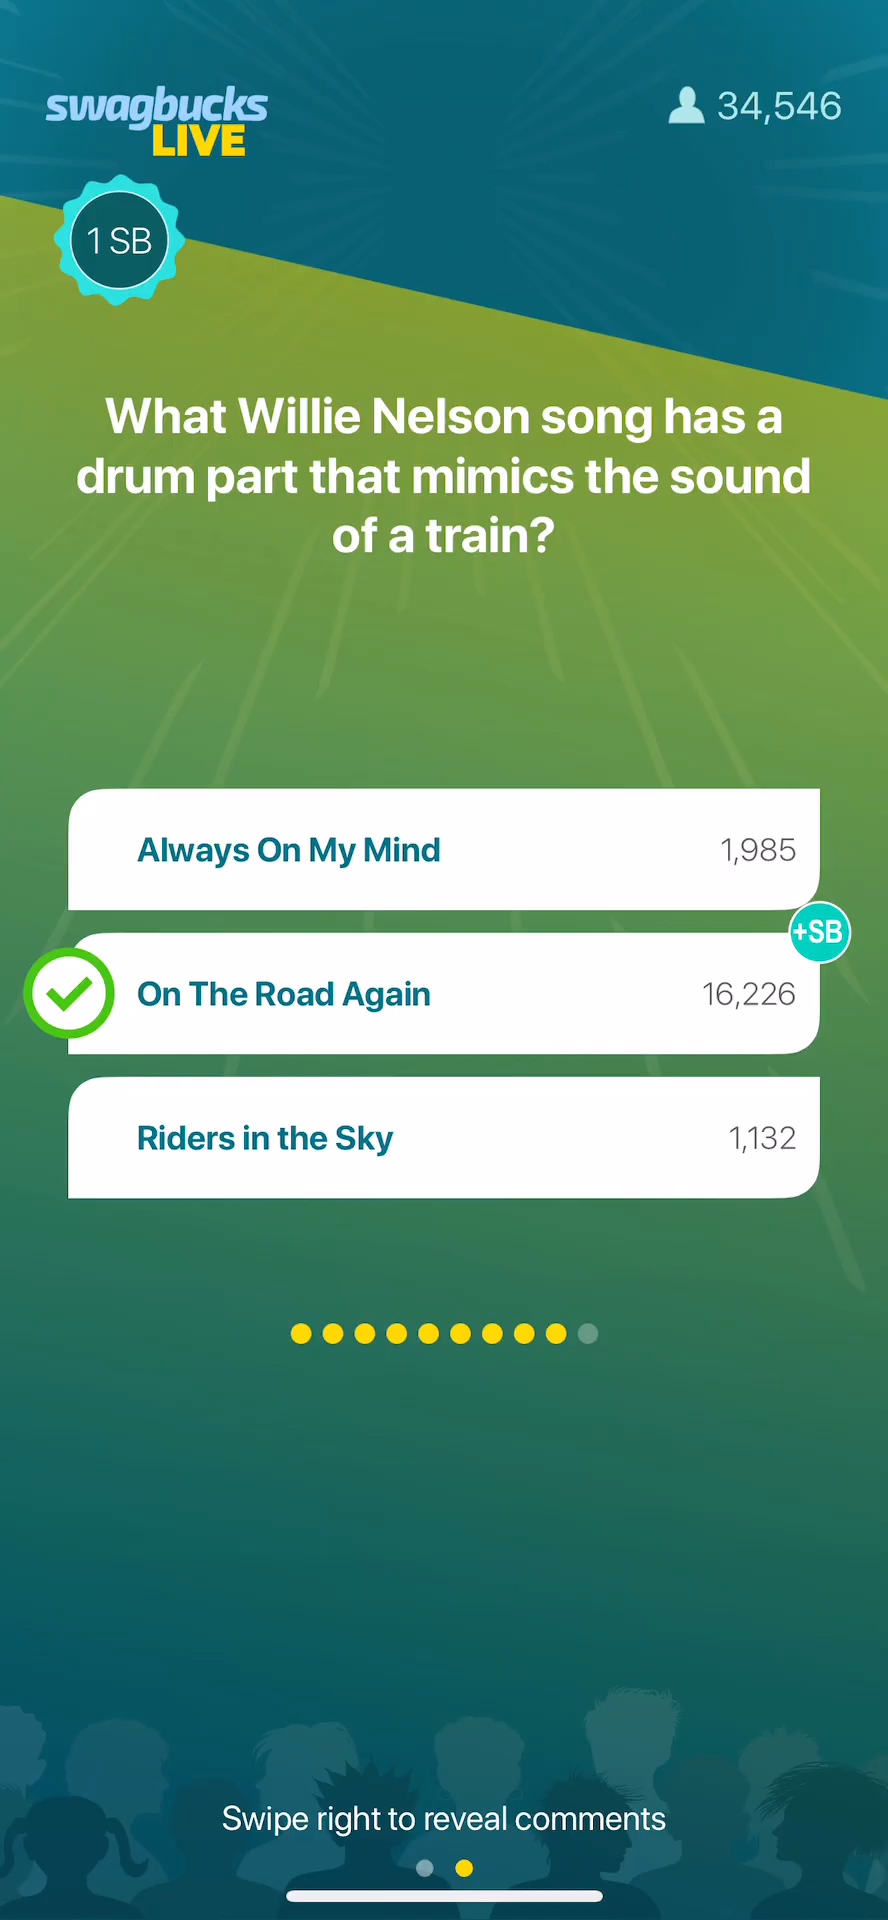 swagbucks
LIVE
34,546
1 SB
What Willie Nelson song has a
drum part that mimics the sound
of a train?
Always On My Mind 1,985
+SB
On The Road Again 16,226
Riders in the Sky 1,132
Swipe right to reveal comments